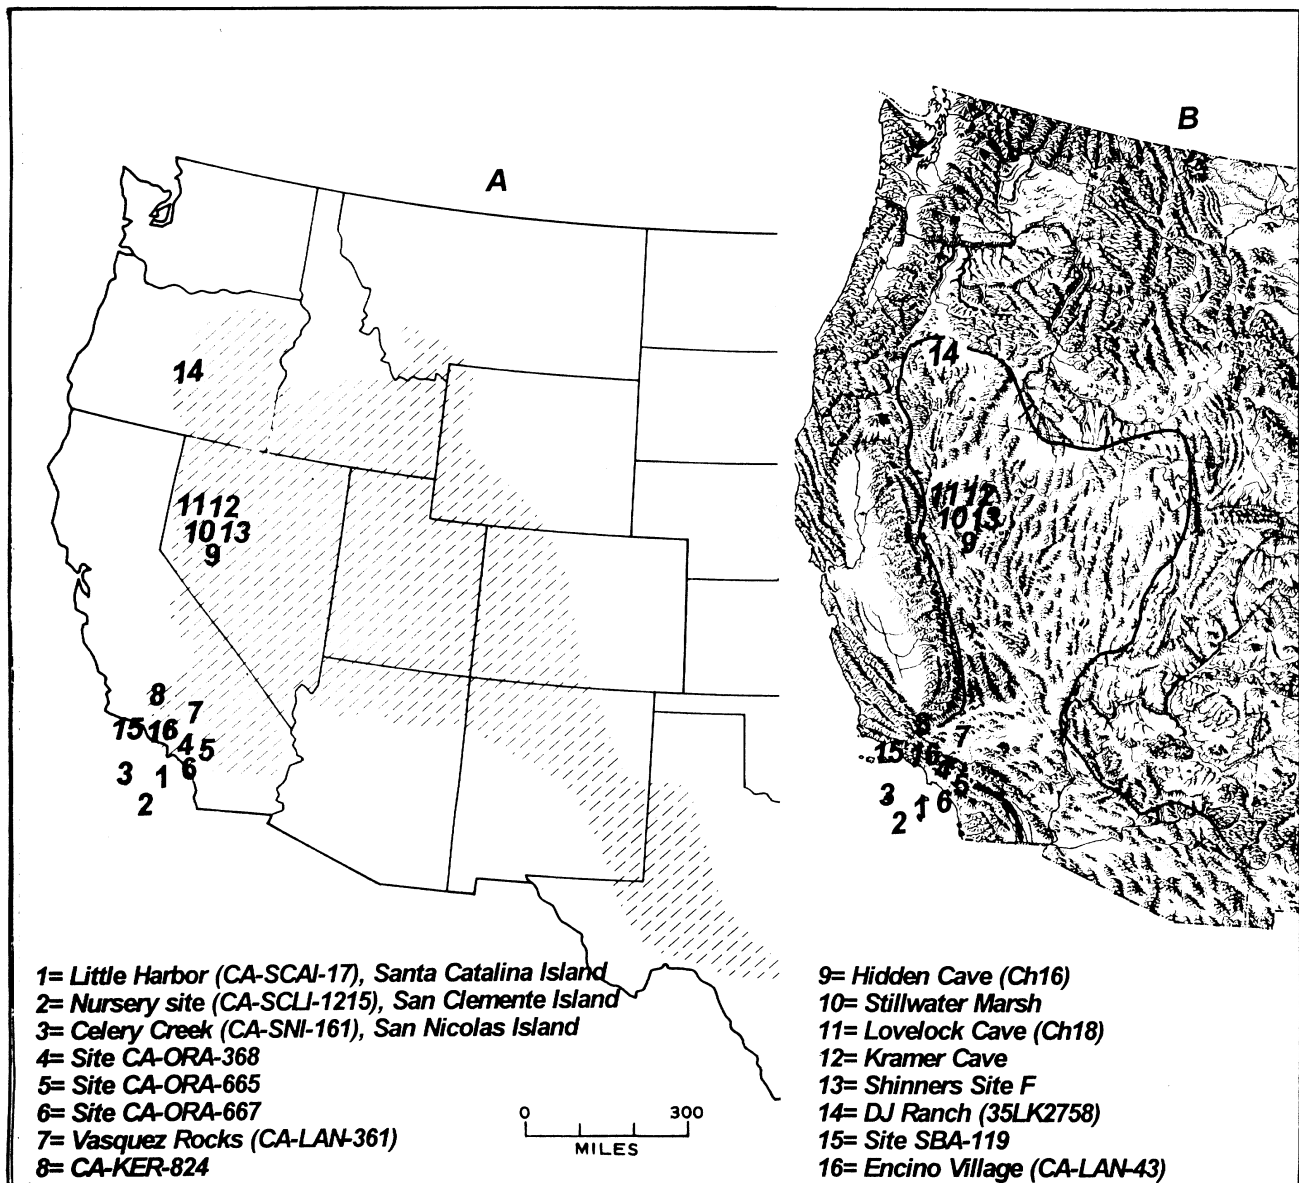 A
B
14
11 12
10 13
9
8
7
15 16
4 5
6
3 1
2
14
11 12
10 13
9
8
7
15 16
4
5
3 1 6
2
1= Little Harbor (CA-SCAI-17), Santa Catalina Island
2= Nursery site (CA-SCLI-1215), San Clemente Island
3= Celery Creek (CA-SNI-161), San Nicolas Island
4= Site CA-ORA-368
5= Site CA-ORA-665
6= Site CA-ORA-667
7= Vasquez Rocks (CA-LAN-361)
8= CA-KER-824
0 300
MILES
9= Hidden Cave (Ch16)
10= Stillwater Marsh
11= Lovelock Cave (Ch18)
12= Kramer Cave
13= Shinners Site F
14= DJ Ranch (35LK2758)
15= Site SBA-119
16= Encino Village (CA-LAN-43)